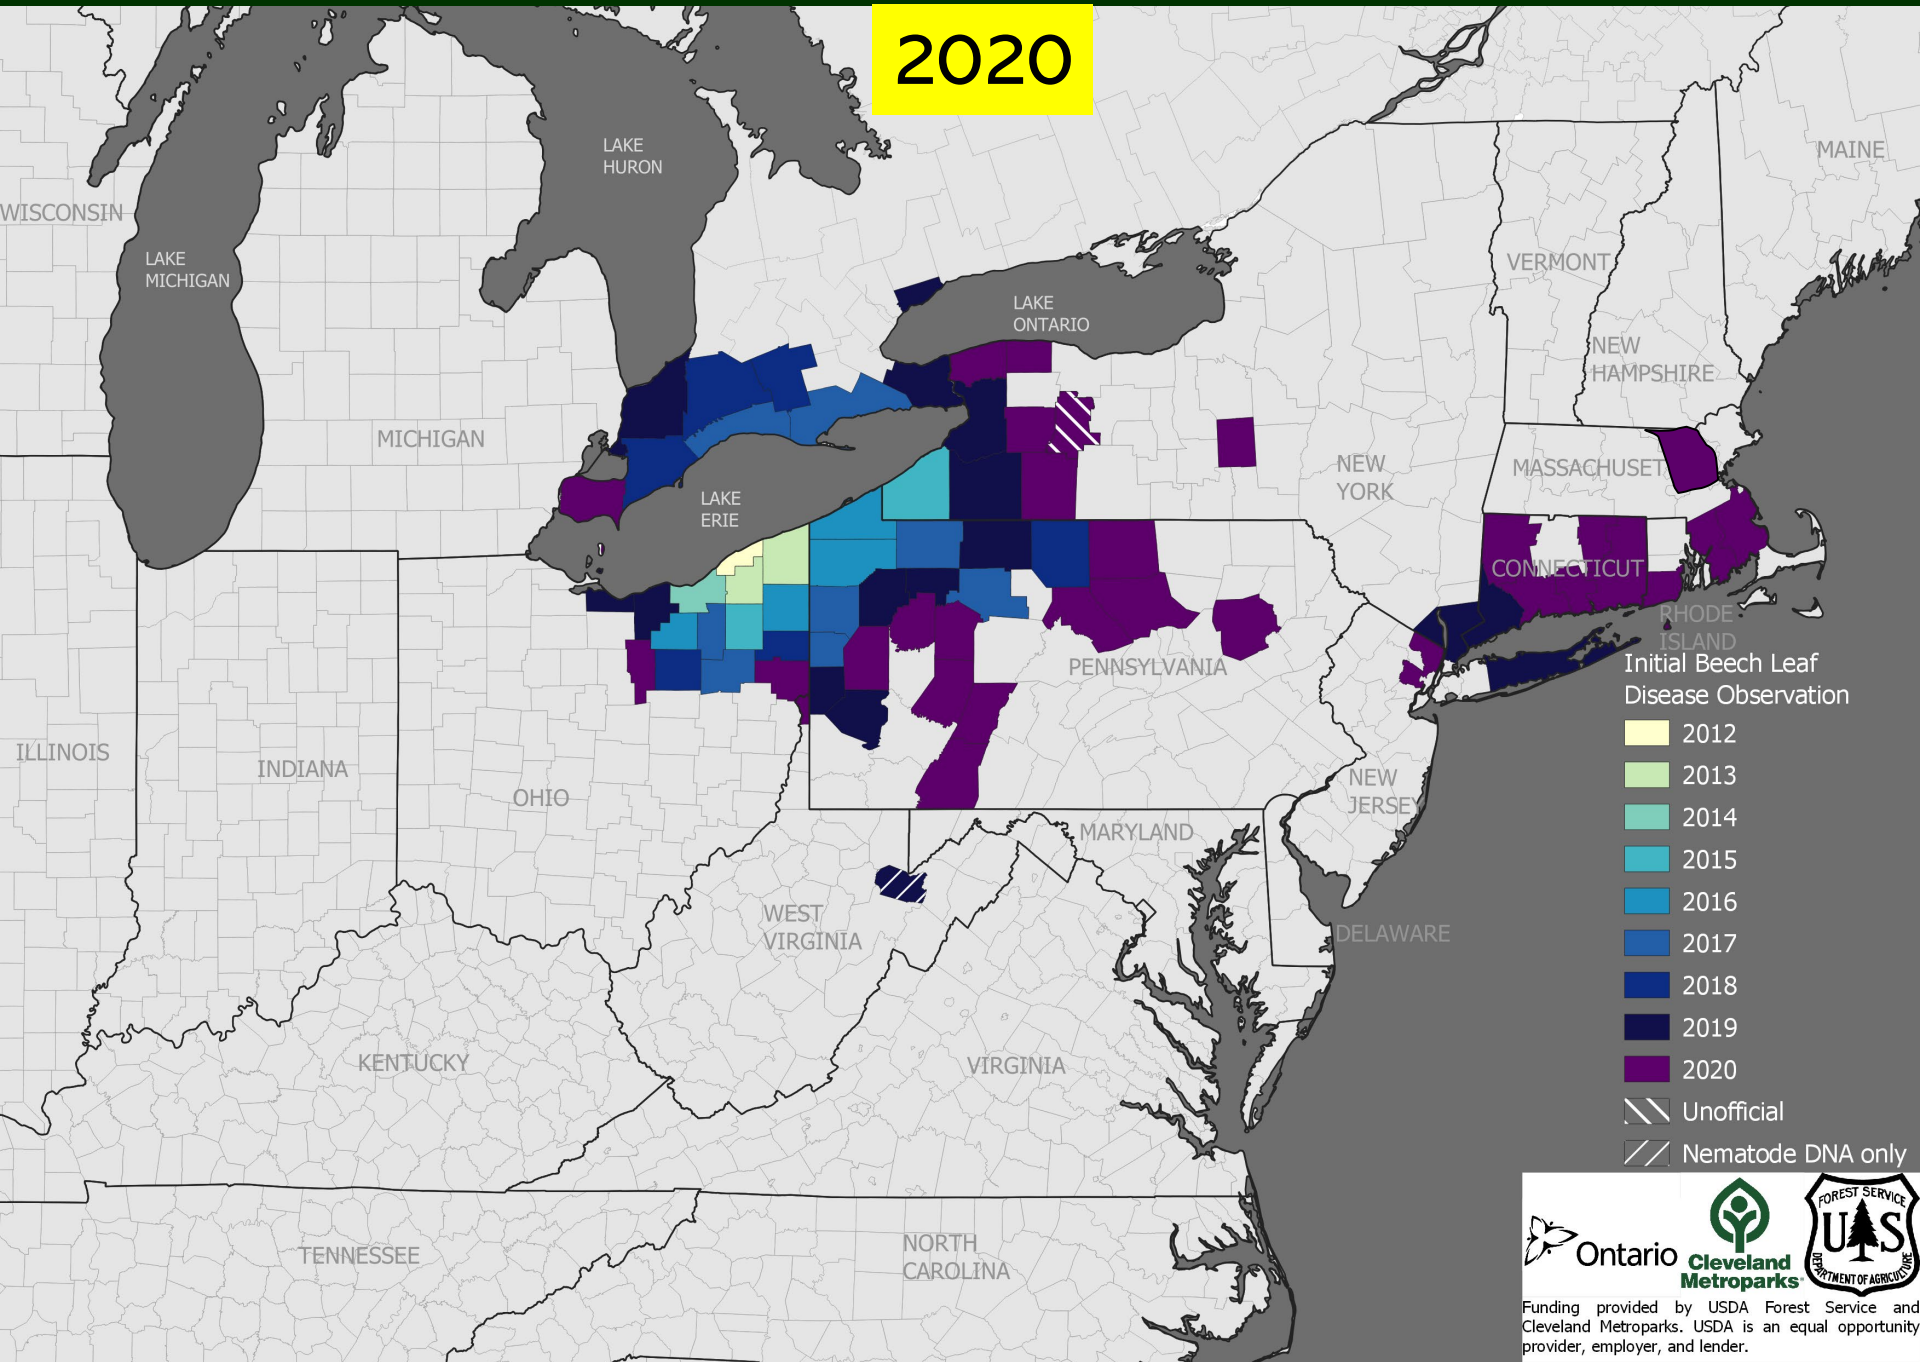 2020
LAKE
HURON
MAINE
WISCONSIN
LAKE
MICHIGAN
VERMONT
LAKE
ONTARIO
NEW
HAMPSHIRE
MICHIGAN
NEW
YORK
MASSACHUSET
LAKE
ERIE
CONNECTICUT
RHODE
ISLAND
PENNSYLVANIA
ILLINOIS
INDIANA
OHIO
NEW
JERSEY
MARYLAND
WEST
VIRGINIA
DELAWARE
KENTUCKY
VIRGINIA
TENNESSEE
NORTH
CAROLINA
Initial Beech Leaf
Disease Observation
2012
2013
2014
2015
2016
2017
2018
2019
2020
Unofficial
Nematode DNA only
Ontario
Cleveland
Metroparks
FOREST SERVICE
U S
DEPARTMENT OF AGRICULTURE
Funding provided by USDA Forest Service and
Cleveland Metroparks. USDA is an equal opportunity
provider, employer, and lender.